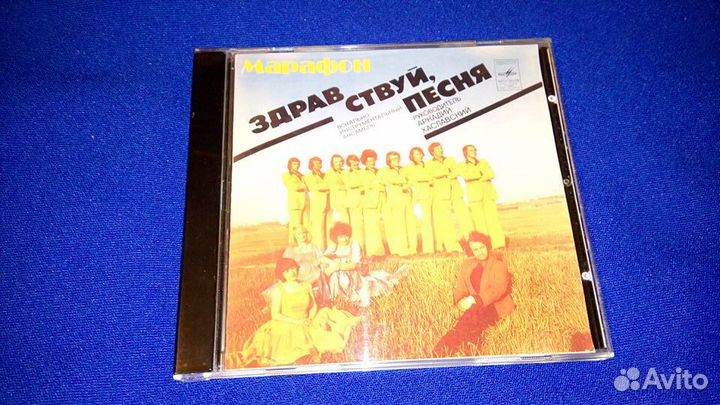 Марафон
ЗДРАВ
СТВУЙ,
ПЕСНЯ
ВОКАЛЬНО-
ИНСТРУМЕНТАЛЬНЫЙ
АНСАМБЛЬ
РУКОВОДИТЕЛЬ
АРКАДИЙ
ХАСЛАВСКИЙ
Avito